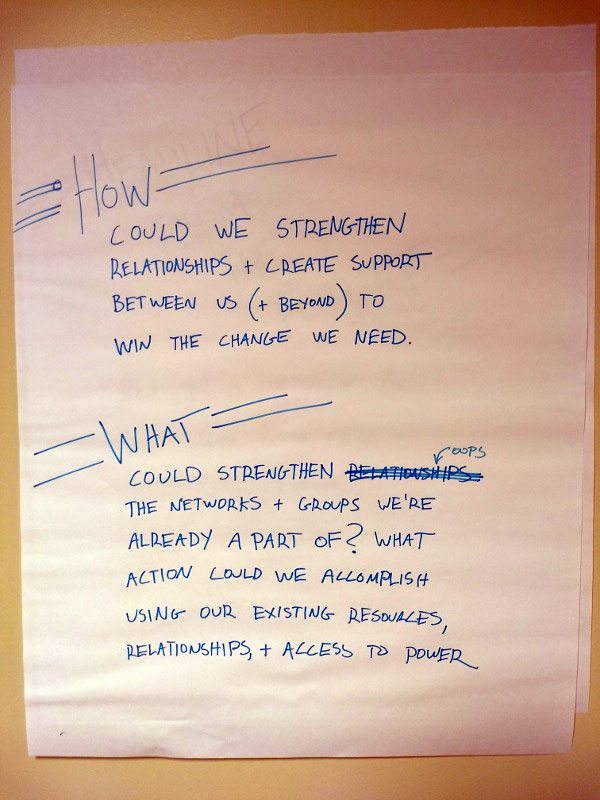 HEADLINE
HOW
COULD WE STRENGTHEN
RELATIONSHIPS + CREATE SUPPORT
BETWEEN US (+ BEYOND) TO
WIN THE CHANGE WE NEED.
WHAT
OOPS
COULD STRENGTHEN RELATIONSHIPS
THE NETWORKS + GROUPS WE'RE
ALREADY A PART OF? WHAT
ACTION COULD WE ACCOMPLISH
USING OUR EXISTING RESOURCES,
RELATIONSHIPS, + ACCESS TO POWER